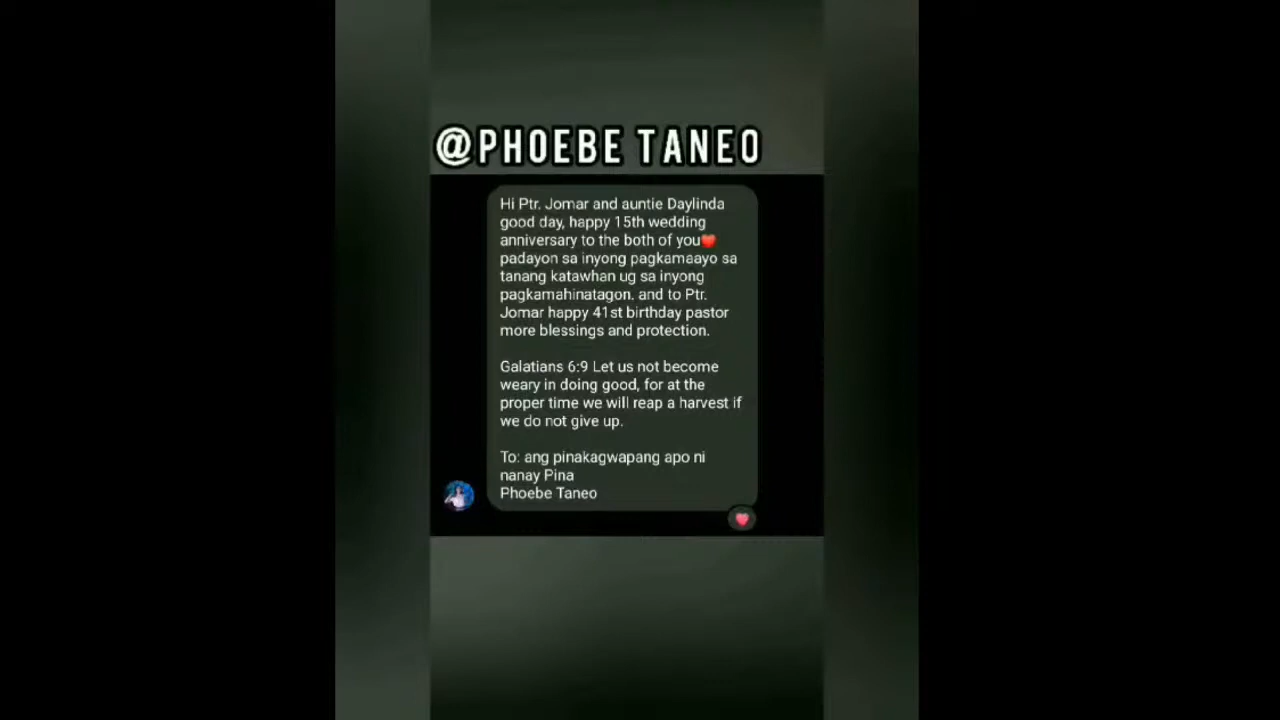 @PHOEBE TANEO
Hi Ptr. Jomar and auntie Daylinda
good day, happy 15th wedding
anniversary to the both of you❤️
padayon sa inyong pagkamaayo sa
tanang katawhan ug sa inyong
pagkamahinatagon. and to Ptr.
Jomar happy 41st birthday pastor
more blessings and protection.
Galatians 6:9 Let us not become
weary in doing good, for at the
proper time we will reap a harvest if
we do not give up.
To: ang pinakagwapang apo ni
nanay Pina
Phoebe Taneo